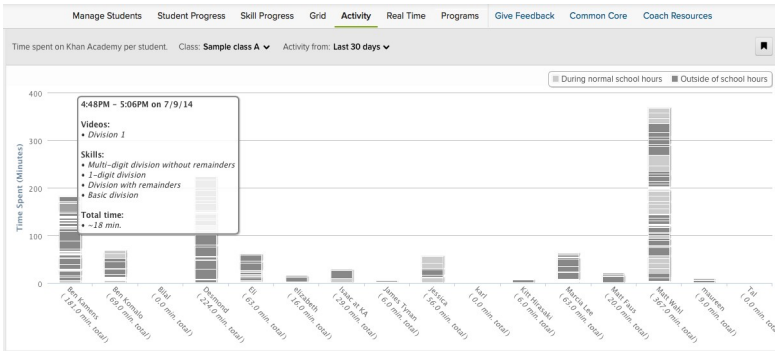 Manage Students Student Progress Skill Progress Grid Activity Real Time Programs Give Feedback Common Core Coach Resources
Time spent on Khan Academy per student. Class: Sample class A Activity from: Last 30 days
During normal school hours Outside of school hours
400
300
200
100
0
Time Spent (Minutes)
4:48PM – 5:06PM on 7/9/14
Videos:
• Division 1
Skills:
• Multi-digit division without remainders
• 1-digit division
• Division with remainders
• Basic division
Total time:
• ~18 min.
Ben Kamens
( 181.0 min. total)
Ben Komalo
( 69.0 min. total)
Bilal
( 0.0 min. total)
Desmond
( 224.0 min. total)
Eli
( 63.0 min. total)
elizabeth
( 16.0 min. total)
Isaac at KA
( 29.0 min. total)
James Tynan
( 6.0 min. total)
jessica
( 56.0 min. total)
karl
( 0.0 min. total)
Kitt Hirasaki
( 6.0 min. total)
Marcia Lee
( 63.0 min. total)
Matt Faus
( 20.0 min. total)
Matt Wahl
( 367.0 min. total)
maureen
( 9.0 min. total)
Tal
( 0.0 min.